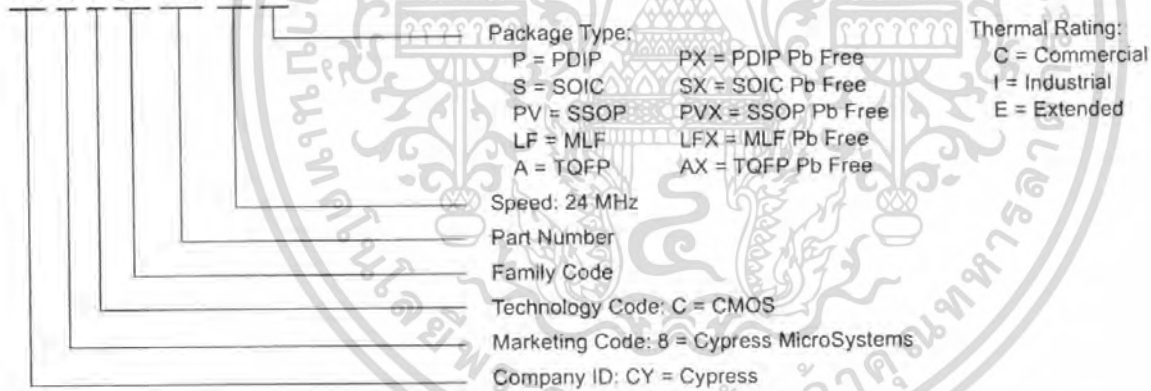 Package Type: Thermal Rating:
P = PDIP PX = PDIP Pb Free C = Commercial
S = SOIC SX = SOIC Pb Free I = Industrial
PV = SSOP PVX = SSOP Pb Free E = Extended
LF = MLF LFX = MLF Pb Free
A = TQFP AX = TQFP Pb Free
Speed: 24 MHz
Part Number
Family Code
Technology Code: C = CMOS
Marketing Code: 8 = Cypress MicroSystems
Company ID: CY = Cypress